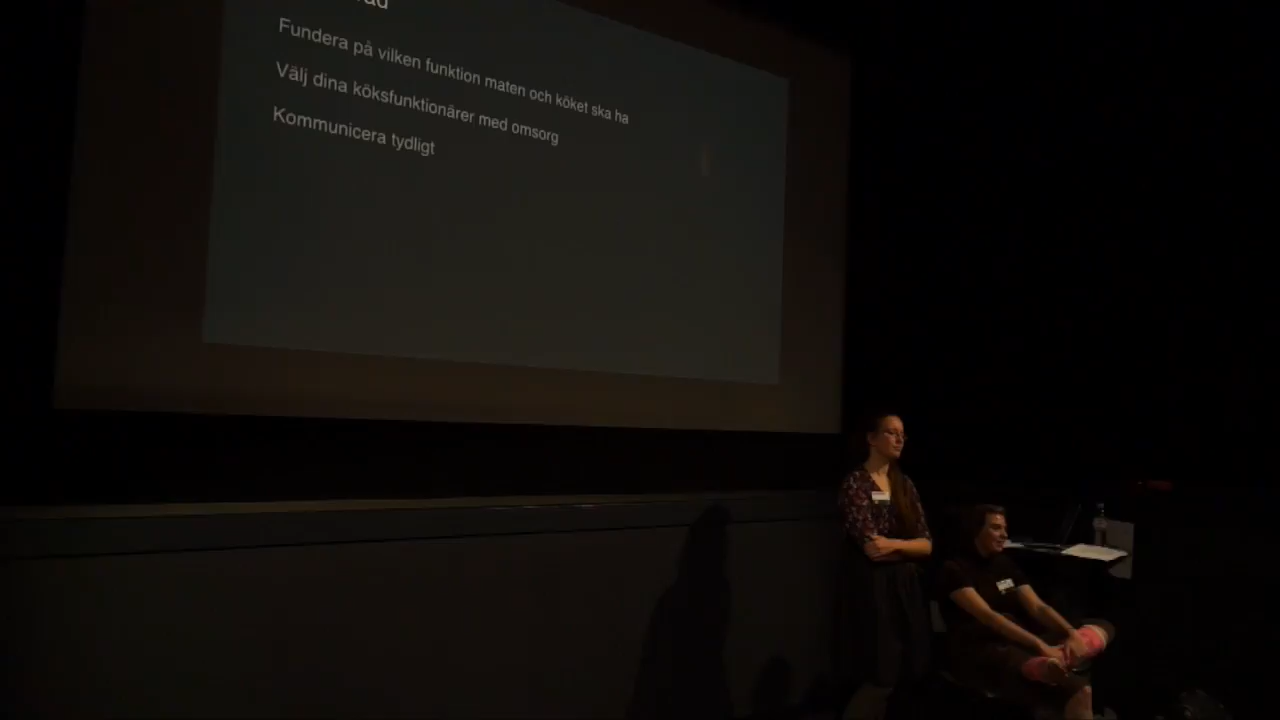 Fundera på vilken funktion maten och köket ska ha
Välj dina köksfunktionärer med omsorg
Kommunicera tydligt